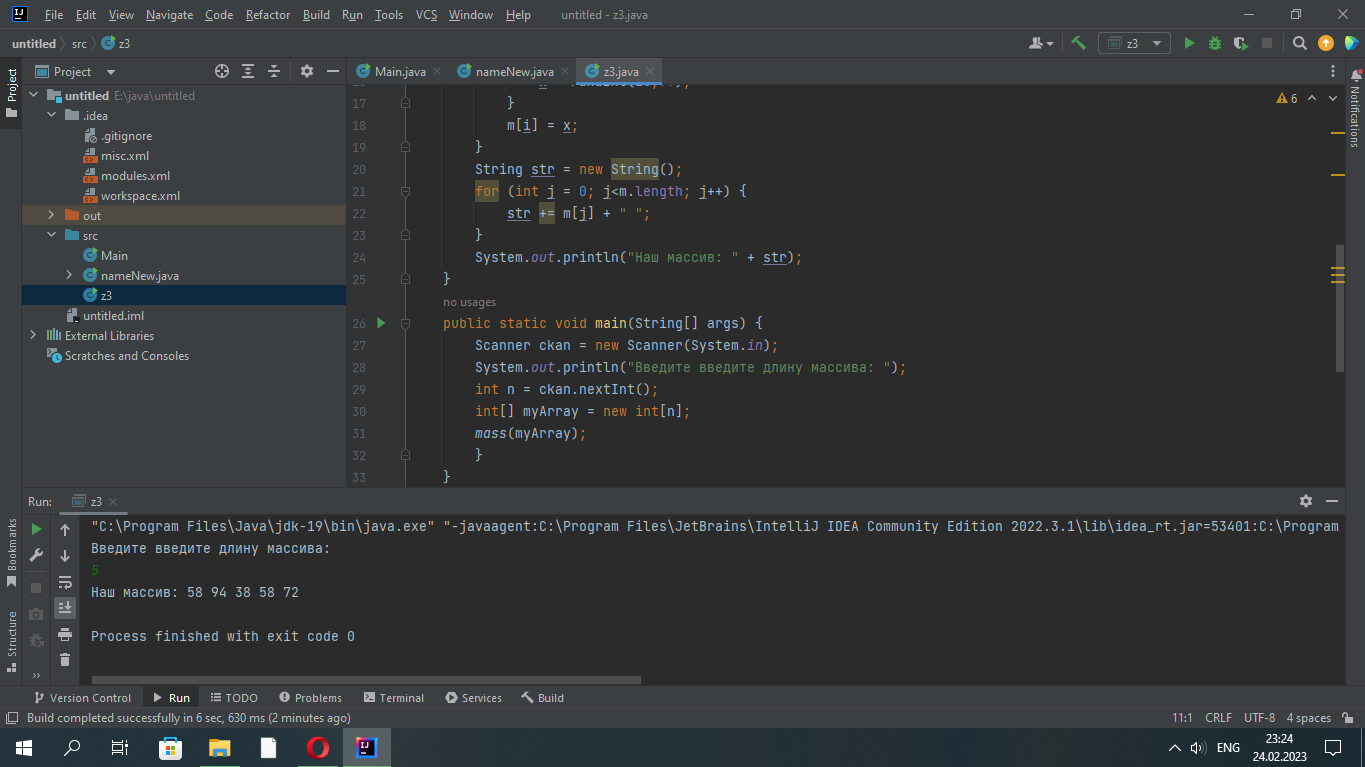 File Edit View Navigate Code Refactor Build Run Tools VCS Window Help untitled - z3.java
untitled src z3 z3
Project
Main.java nameNew.java z3.java
untitled E:\java\untitled
.idea
.gitignore
misc.xml
modules.xml
workspace.xml
out
src
Main
nameNew.java
z3
untitled.iml
External Libraries
Scratches and Consoles
Project
Bookmarks
Structure
Notifications
6
17 }
18 m[i] = x;
19 }
20 String str = new String();
21 for (int j = 0; j<m.length; j++) {
22 str += m[j] + " ";
23 }
24 System.out.println("Наш массив: " + str);
25 }
no usages
26 public static void main(String[] args) {
27 Scanner ckan = new Scanner(System.in);
28 System.out.println("Введите введите длину массива: ");
29 int n = ckan.nextInt();
30 int[] myArray = new int[n];
31 mass(myArray);
32 }
33 }
Run: z3
"C:\Program Files\Java\jdk-19\bin\java.exe" "-javaagent:C:\Program Files\JetBrains\IntelliJ IDEA Community Edition 2022.3.1\lib\idea_rt.jar=53401:C:\Program
Введите введите длину массива:
5
Наш массив: 58 94 38 58 72
Process finished with exit code 0
Version Control Run TODO Problems Terminal Services Build
Build completed successfully in 6 sec, 630 ms (2 minutes ago) 11:1 CRLF UTF-8 4 spaces
ENG 23:24
24.02.2023